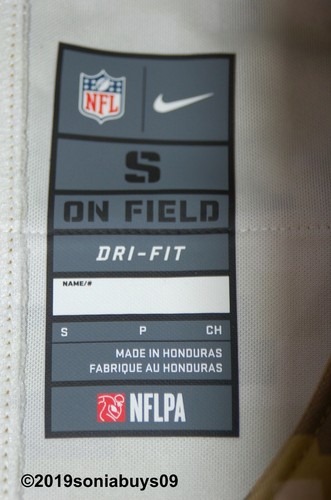 NFL
S
ON FIELD
DRI-FIT
NAME/#
S P CH
MADE IN HONDURAS
FABRIQUE AU HONDURAS
NFLPA
©2019soniabuys09